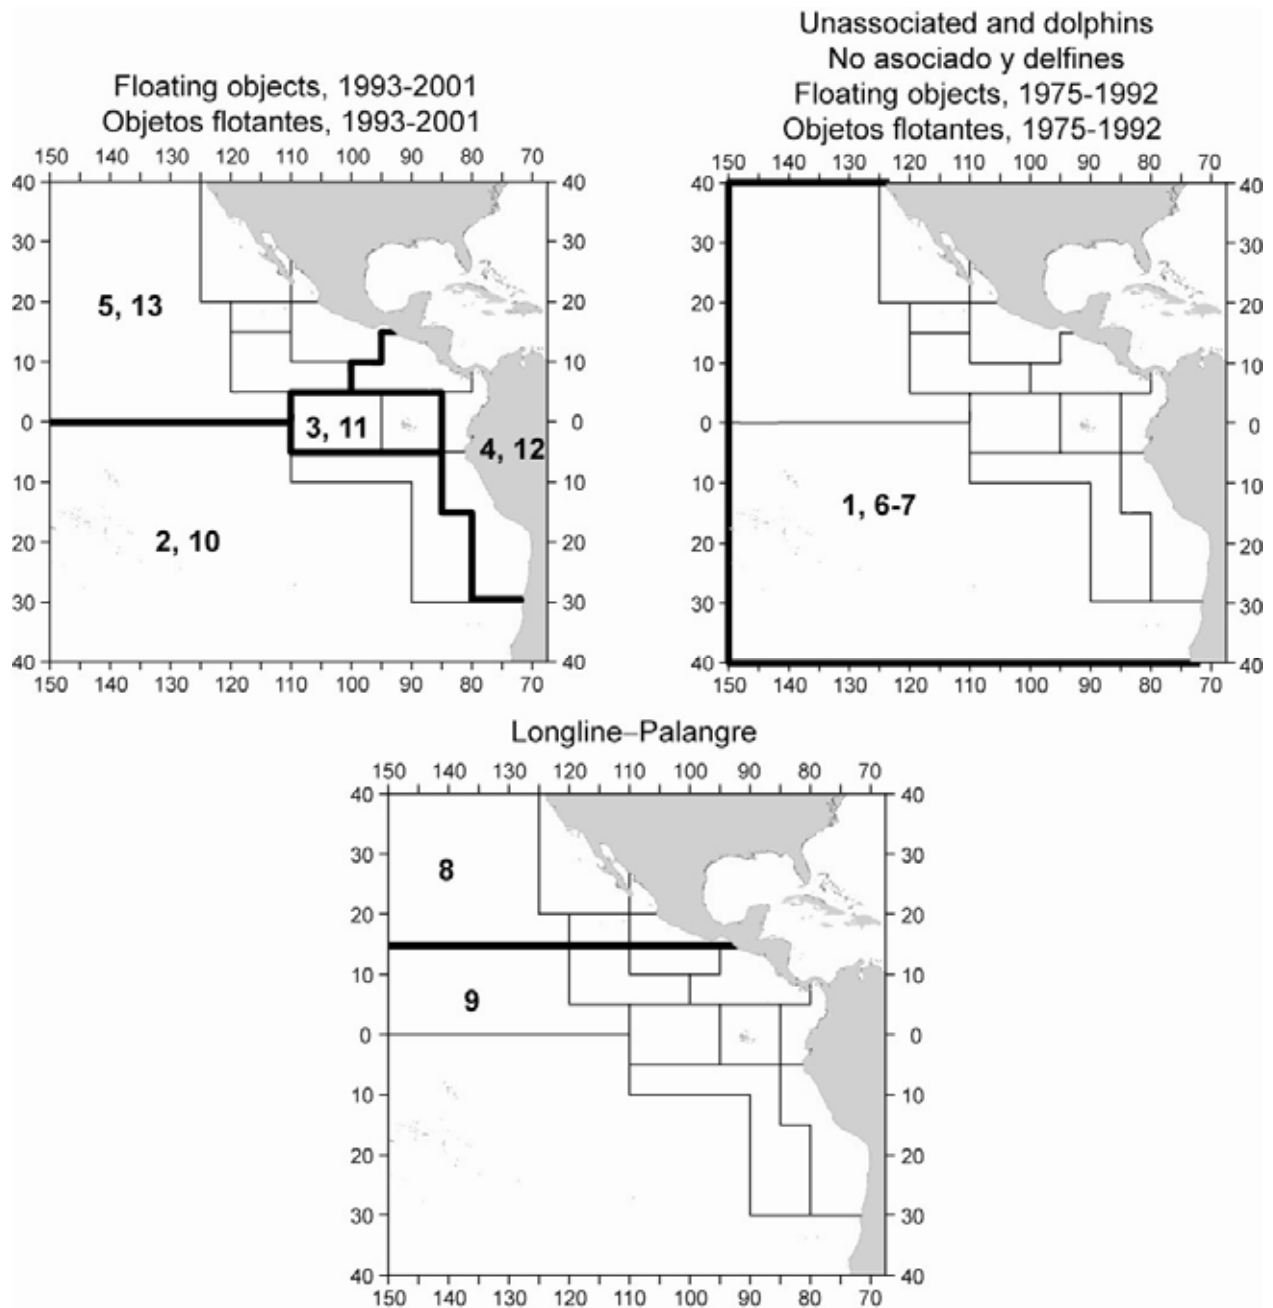 Floating objects, 1993-2001
Objetos flotantes, 1993-2001
150 140 130 120 110 100 90 80 70
40 40
30 30
5, 13
20 20
10 10
0 3, 11 0
4, 12
10 10
2, 10
20 20
30 30
40 40
150 140 130 120 110 100 90 80 70
Unassociated and dolphins
No asociado y delfines
Floating objects, 1975-1992
Objetos flotantes, 1975-1992
150 140 130 120 110 100 90 80 70
40 40
30 30
20 20
10 10
0 0
10 10
1, 6-7
20 20
30 30
40 40
150 140 130 120 110 100 90 80 70
Longline–Palangre
150 140 130 120 110 100 90 80 70
40 40
30 30
8
20 20
10 10
9
0 0
10 10
20 20
30 30
40 40
150 140 130 120 110 100 90 80 70